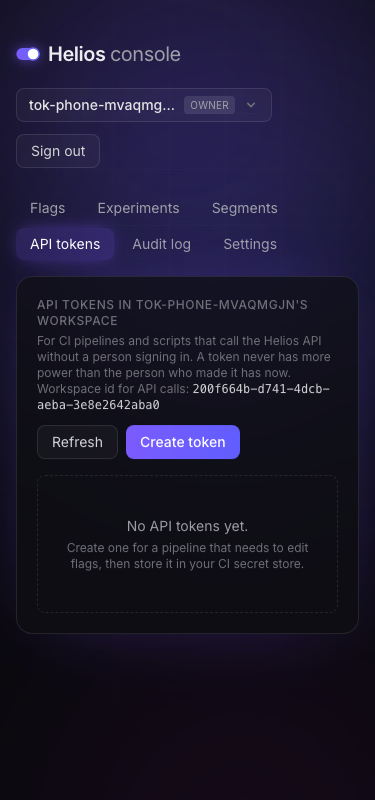 Helios console
tok-phone-mvaqmg... OWNER
Sign out
Flags Experiments Segments
API tokens Audit log Settings
API TOKENS IN TOK-PHONE-MVAQMGJN'S
WORKSPACE
For CI pipelines and scripts that call the Helios API
without a person signing in. A token never has more
power than the person who made it has now.
Workspace id for API calls: 200f664b-d741-4dcb-
aeba-3e8e2642aba0
Refresh Create token
No API tokens yet.
Create one for a pipeline that needs to edit
flags, then store it in your CI secret store.